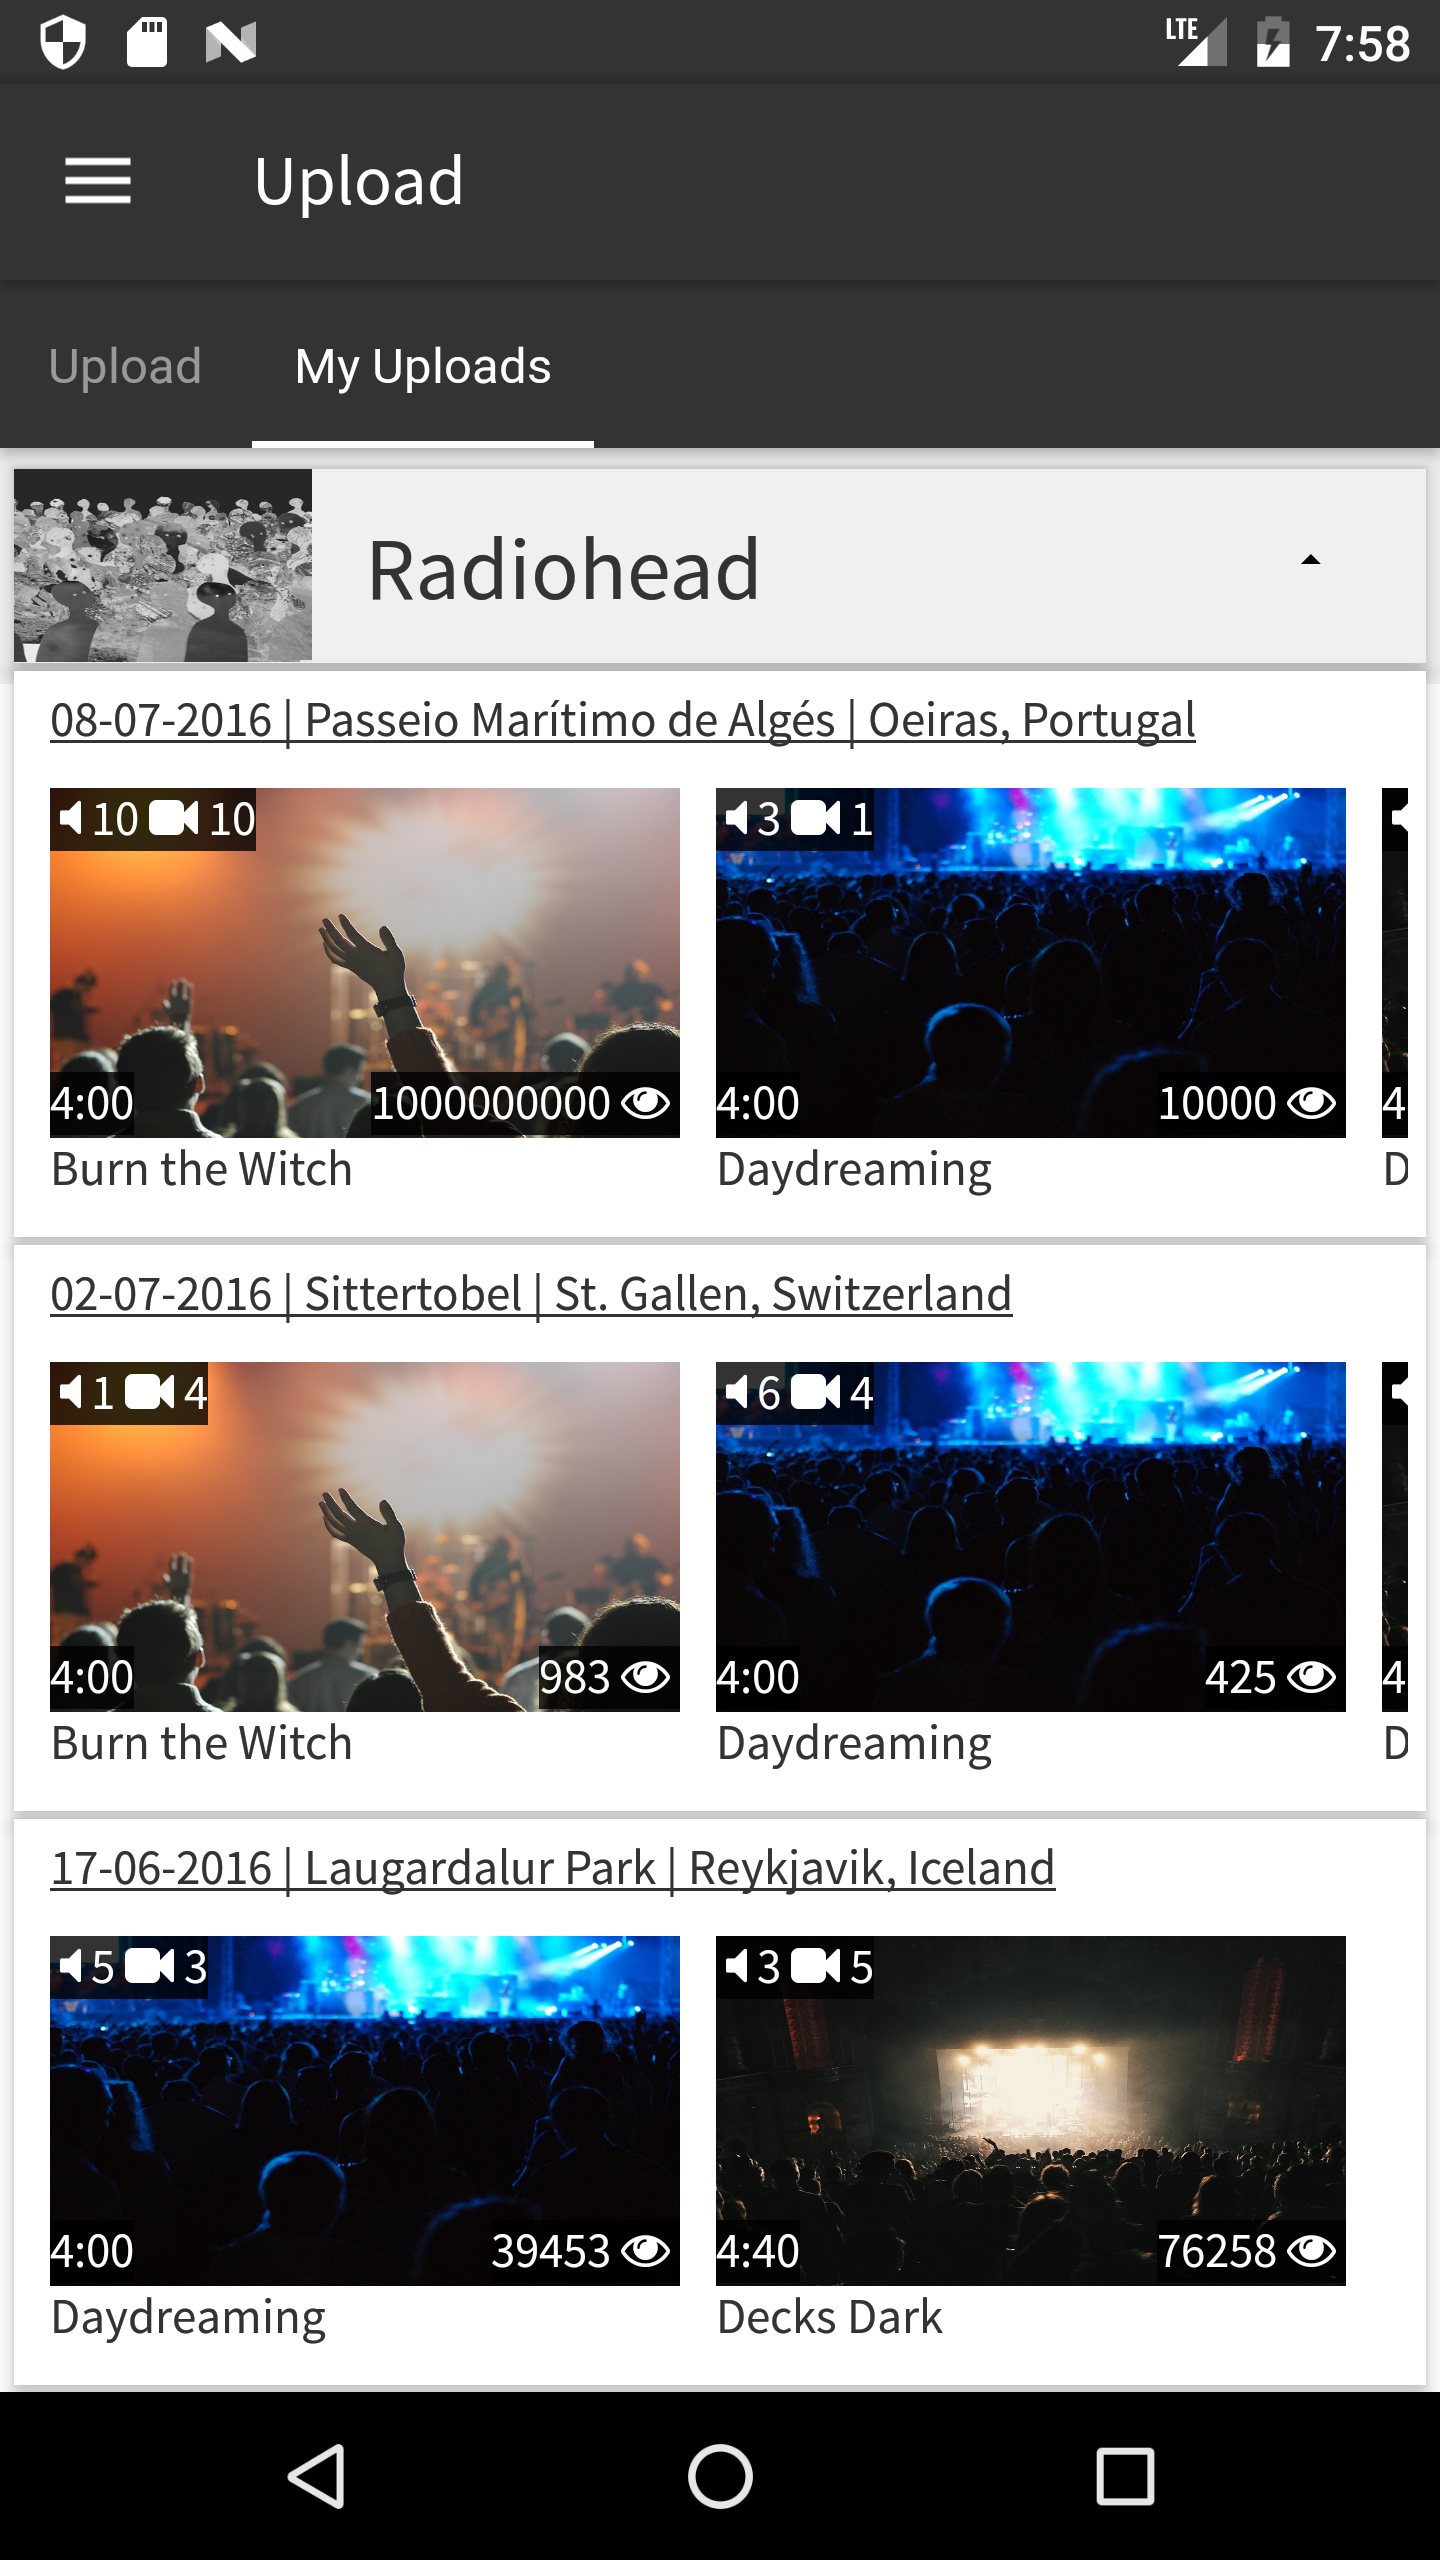 LTE 7:58
Upload
Upload My Uploads
Radiohead
08-07-2016 | Passeio Marítimo de Algés | Oeiras, Portugal
10 10 3 1
4:00 1000000000 4:00 10000 4
Burn the Witch Daydreaming D
02-07-2016 | Sittertobel | St. Gallen, Switzerland
1 4 6 4
4:00 983 4:00 425 4
Burn the Witch Daydreaming D
17-06-2016 | Laugardalur Park | Reykjavik, Iceland
5 3 3 5
4:00 39453 4:40 76258
Daydreaming Decks Dark